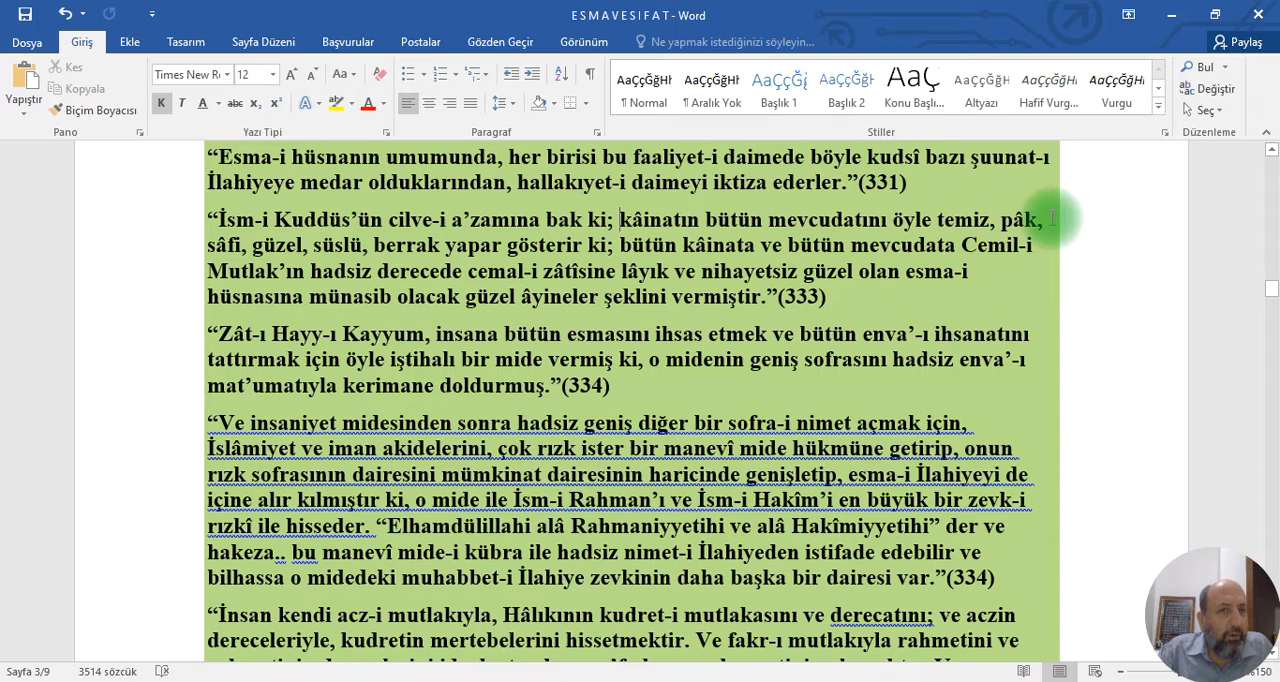 E S M A V E S I F A T - Word
Dosya Giriş Ekle Tasarım Sayfa Düzeni Başvurular Postalar Gözden Geçir Görünüm Ne yapmak istediğinizi söyleyin... Paylaş
Yapıştır
Kes
Kopyala
Biçim Boyacısı
Pano
Times New Ro 12
K T A abc x₂ x²
Aa
Yazı Tipi
Paragraf
AaÇçĞğHł AaÇçĞğHł AaÇçĞğ AaÇçĞğH AaÇ AaÇçĞğH AaÇçĞğHł AaÇçĞğHł
¶ Normal ¶ Aralık Yok Başlık 1 Başlık 2 Konu Başlı... Altyazı Hafif Vurg... Vurgu
Stiller
Bul
Değiştir
Seç
Düzenleme
“Esma-i hüsnanın umumunda, her birisi bu faaliyet-i daimede böyle kudsî bazı şuunat-ı
İlahiyeye medar olduklarından, hallakıyet-i daimeyi iktiza ederler.”(331)
“İsm-i Kuddüs’ün cilve-i a’zamına bak ki; kâinatın bütün mevcudatını öyle temiz, pâk,
sâfi, güzel, süslü, berrak yapar gösterir ki; bütün kâinata ve bütün mevcudata Cemil-i
Mutlak’ın hadsiz derecede cemal-i zâtîsine lâyık ve nihayetsiz güzel olan esma-i
hüsnasına münasib olacak güzel âyineler şeklini vermiştir.”(333)
“Zât-ı Hayy-ı Kayyum, insana bütün esmasını ihsas etmek ve bütün enva’-ı ihsanatını
tattırmak için öyle iştihalı bir mide vermiş ki, o midenin geniş sofrasını hadsiz enva’-ı
mat’umatıyla kerimane doldurmuş.”(334)
“Ve insaniyet midesinden sonra hadsiz geniş diğer bir sofra-i nimet açmak için,
İslâmiyet ve iman akidelerini, çok rızk ister bir manevî mide hükmüne getirip, onun
rızk sofrasının dairesini mümkinat dairesinin haricinde genişletip, esma-i İlahiyeyi de
içine alır kılmıştır ki, o mide ile İsm-i Rahman’ı ve İsm-i Hakîm’i en büyük bir zevk-i
rızkî ile hisseder. “Elhamdülillahi alâ Rahmaniyyetihi ve alâ Hakîmiyyetihi” der ve
hakeza.. bu manevî mide-i kübra ile hadsiz nimet-i İlahiyeden istifade edebilir ve
bilhassa o midedeki muhabbet-i İlahiye zevkinin daha başka bir dairesi var.”(334)
“İnsan kendi acz-i mutlakıyla, Hâlıkının kudret-i mutlakasını ve derecatını; ve aczin
dereceleriyle, kudretin mertebelerini hissetmektir. Ve fakr-ı mutlakıyla rahmetini ve
Sayfa 3/9 3514 sözcük
%150